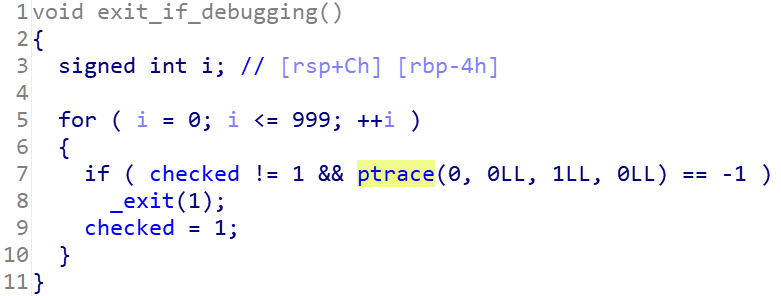 1 void exit_if_debugging()
2 {
3   signed int i; // [rsp+Ch] [rbp-4h]
4
5   for ( i = 0; i <= 999; ++i )
6   {
7     if ( checked != 1 && ptrace(0, 0LL, 1LL, 0LL) == -1 )
8       _exit(1);
9     checked = 1;
10   }
11 }